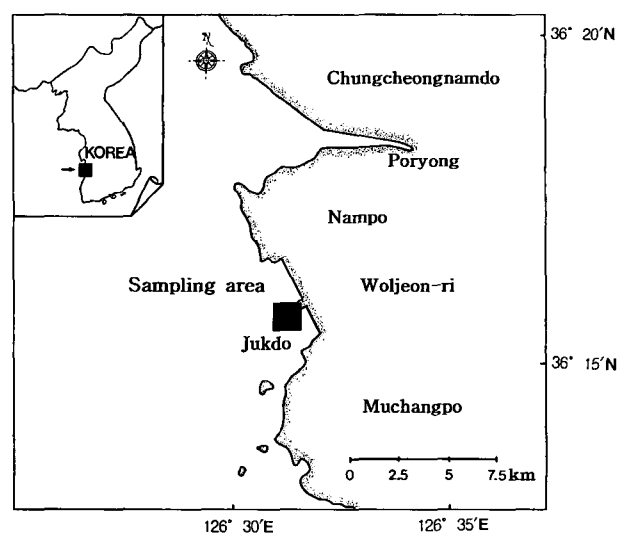 N
36° 20′N
Chungcheongnamdo
KOREA
Poryong
Nampo
Sampling area
Woljeon-ri
Jukdo
36° 15′N
Muchangpo
0 2.5 5 7.5km
126° 30′E
126° 35′E